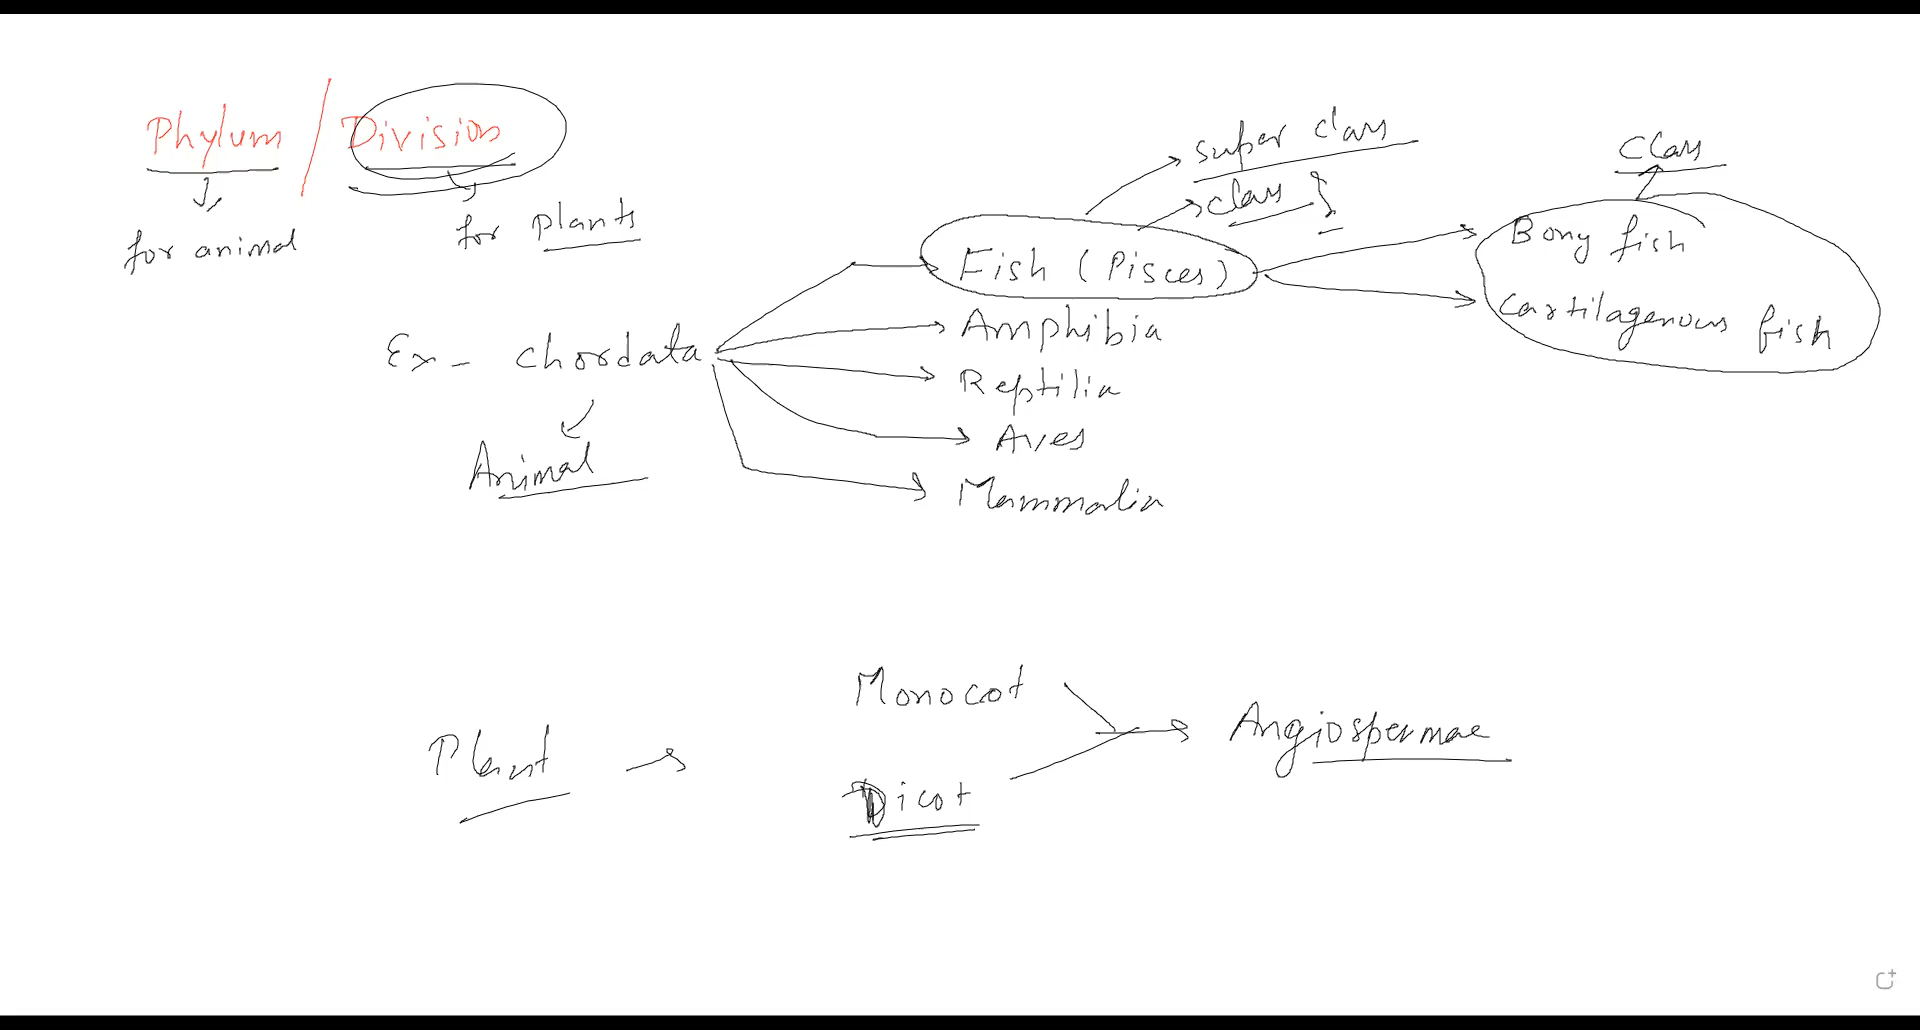 Phylum / Division
for animal
for plants
super class
class }
Class
Fish (Pisces)
Bony fish
Cartilagenous fish
Ex - Chordata
Amphibia
Reptilia
Aves
Mammalia
Animal
Monocot
Plant
Angiospermae
Dicot